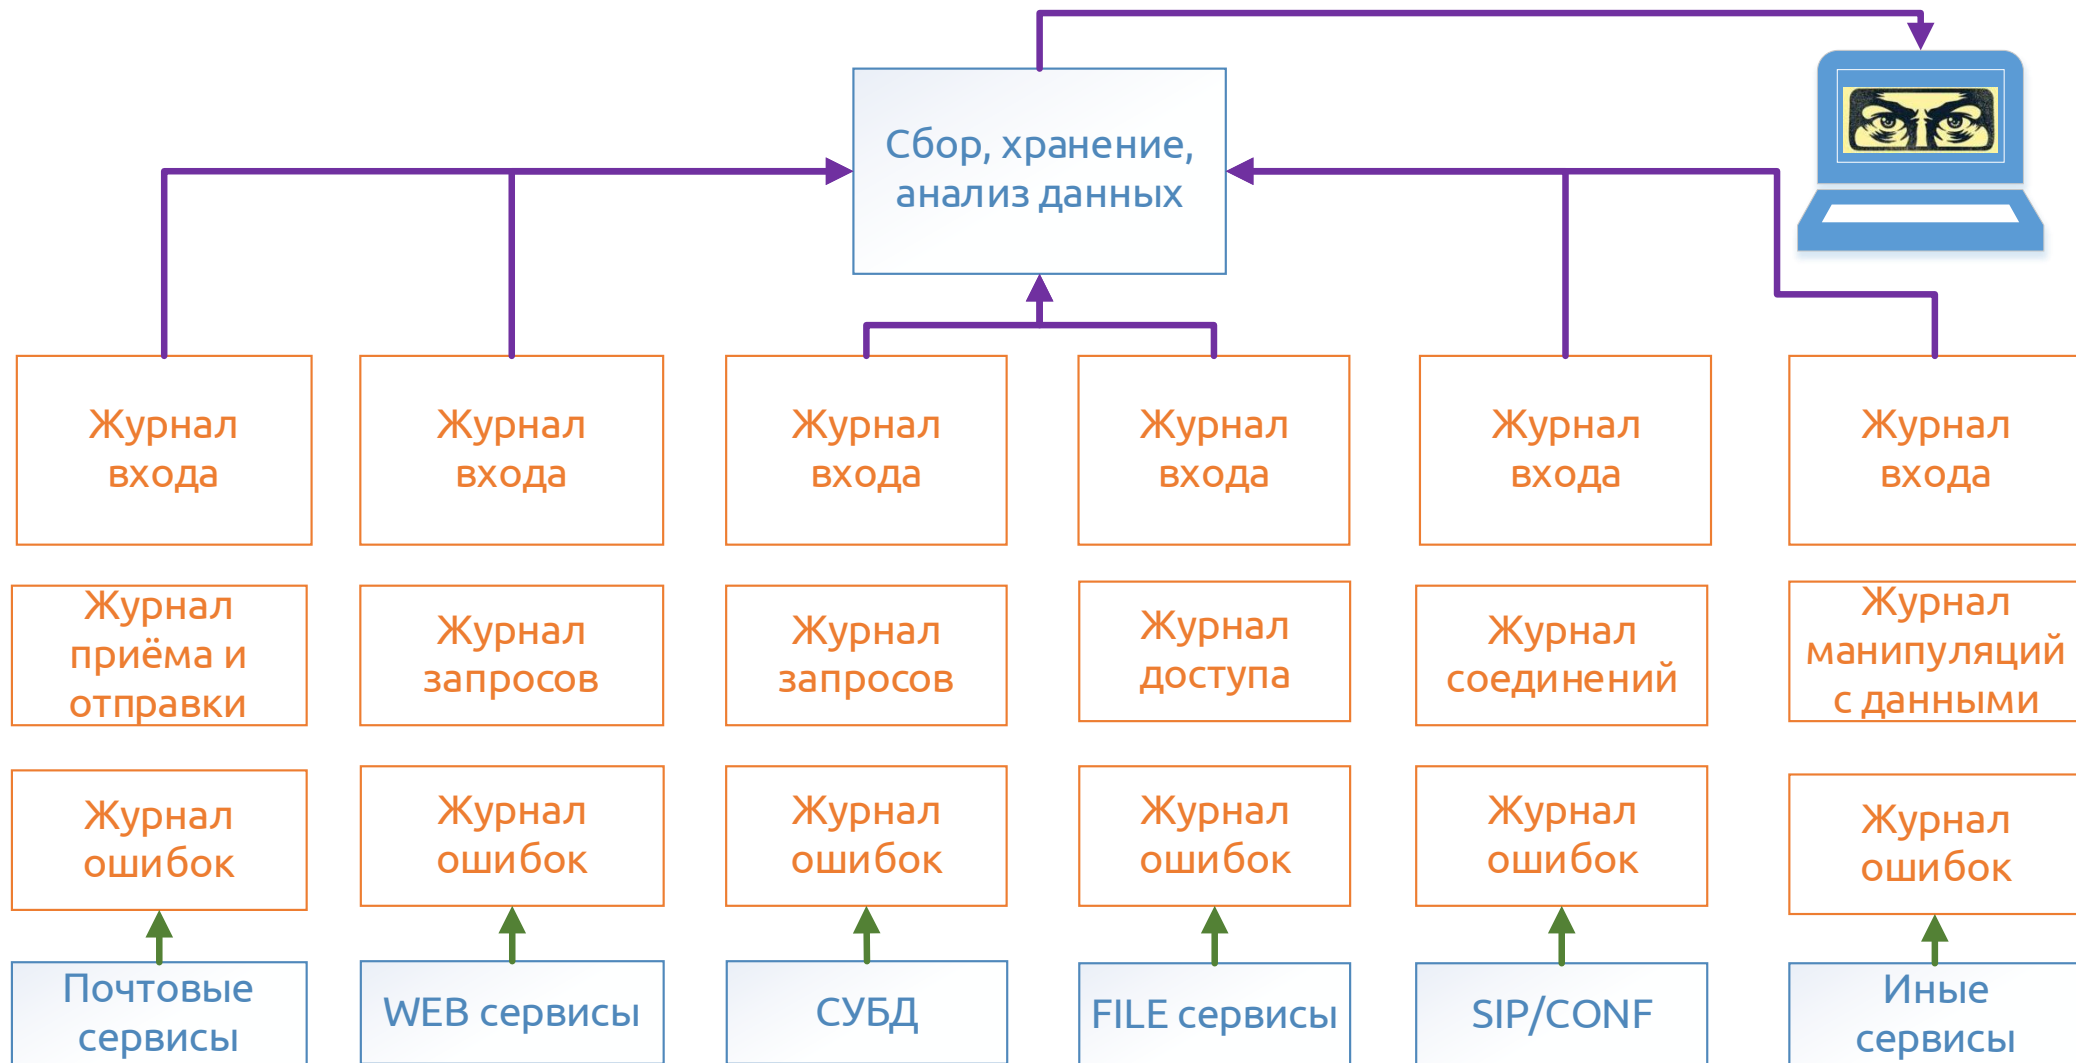 Сбор, хранение,
анализ данных
Журнал
входа
Журнал
входа
Журнал
входа
Журнал
входа
Журнал
входа
Журнал
входа
Журнал
приёма и
отправки
Журнал
запросов
Журнал
запросов
Журнал
доступа
Журнал
соединений
Журнал
манипуляций
с данными
Журнал
ошибок
Журнал
ошибок
Журнал
ошибок
Журнал
ошибок
Журнал
ошибок
Журнал
ошибок
Почтовые
сервисы
WEB сервисы
СУБД
FILE сервисы
SIP/CONF
Иные
сервисы